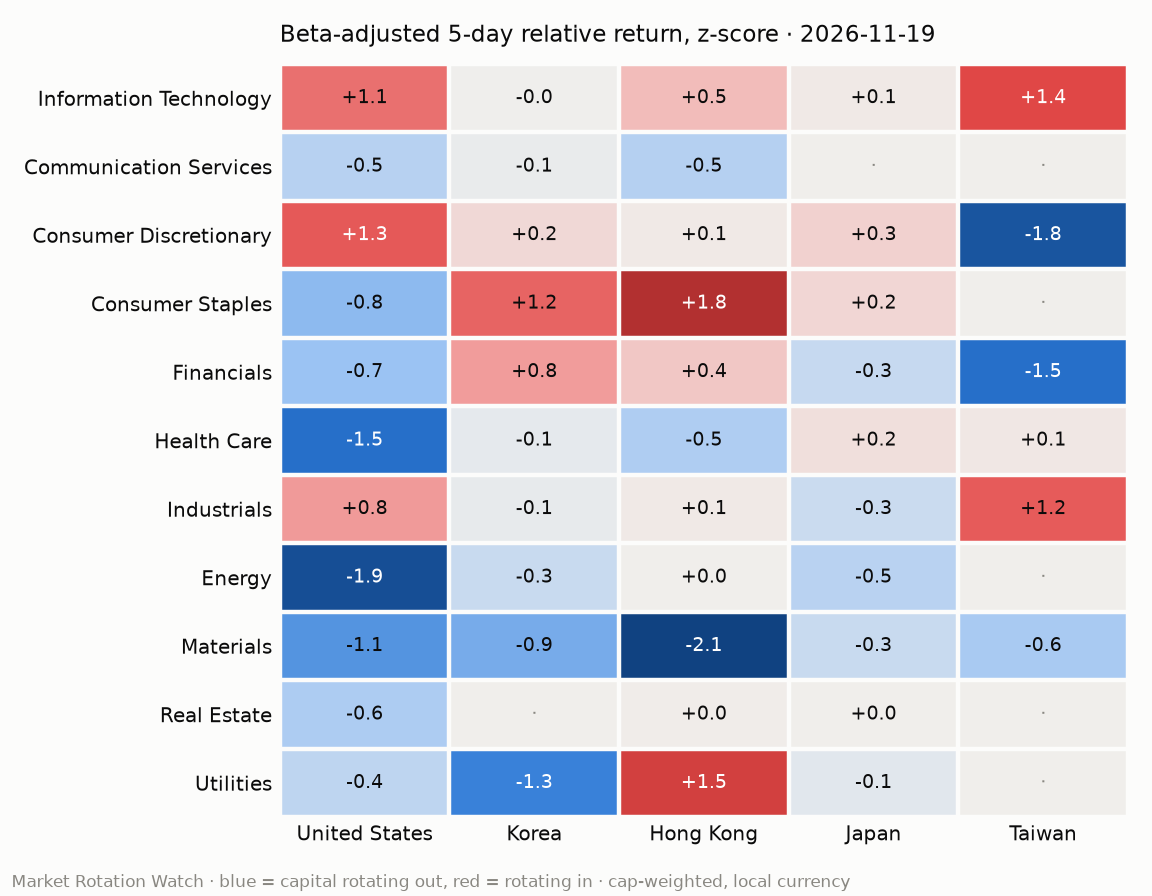 Beta-adjusted 5-day relative return, z-score · 2026-11-19
Information Technology +1.1 -0.0 +0.5 +0.1 +1.4
Communication Services -0.5 -0.1 -0.5 · ·
Consumer Discretionary +1.3 +0.2 +0.1 +0.3 -1.8
Consumer Staples -0.8 +1.2 +1.8 +0.2 ·
Financials -0.7 +0.8 +0.4 -0.3 -1.5
Health Care -1.5 -0.1 -0.5 +0.2 +0.1
Industrials +0.8 -0.1 +0.1 -0.3 +1.2
Energy -1.9 -0.3 +0.0 -0.5 ·
Materials -1.1 -0.9 -2.1 -0.3 -0.6
Real Estate -0.6 · +0.0 +0.0 ·
Utilities -0.4 -1.3 +1.5 -0.1 ·
United States Korea Hong Kong Japan Taiwan
Market Rotation Watch · blue = capital rotating out, red = rotating in · cap-weighted, local currency